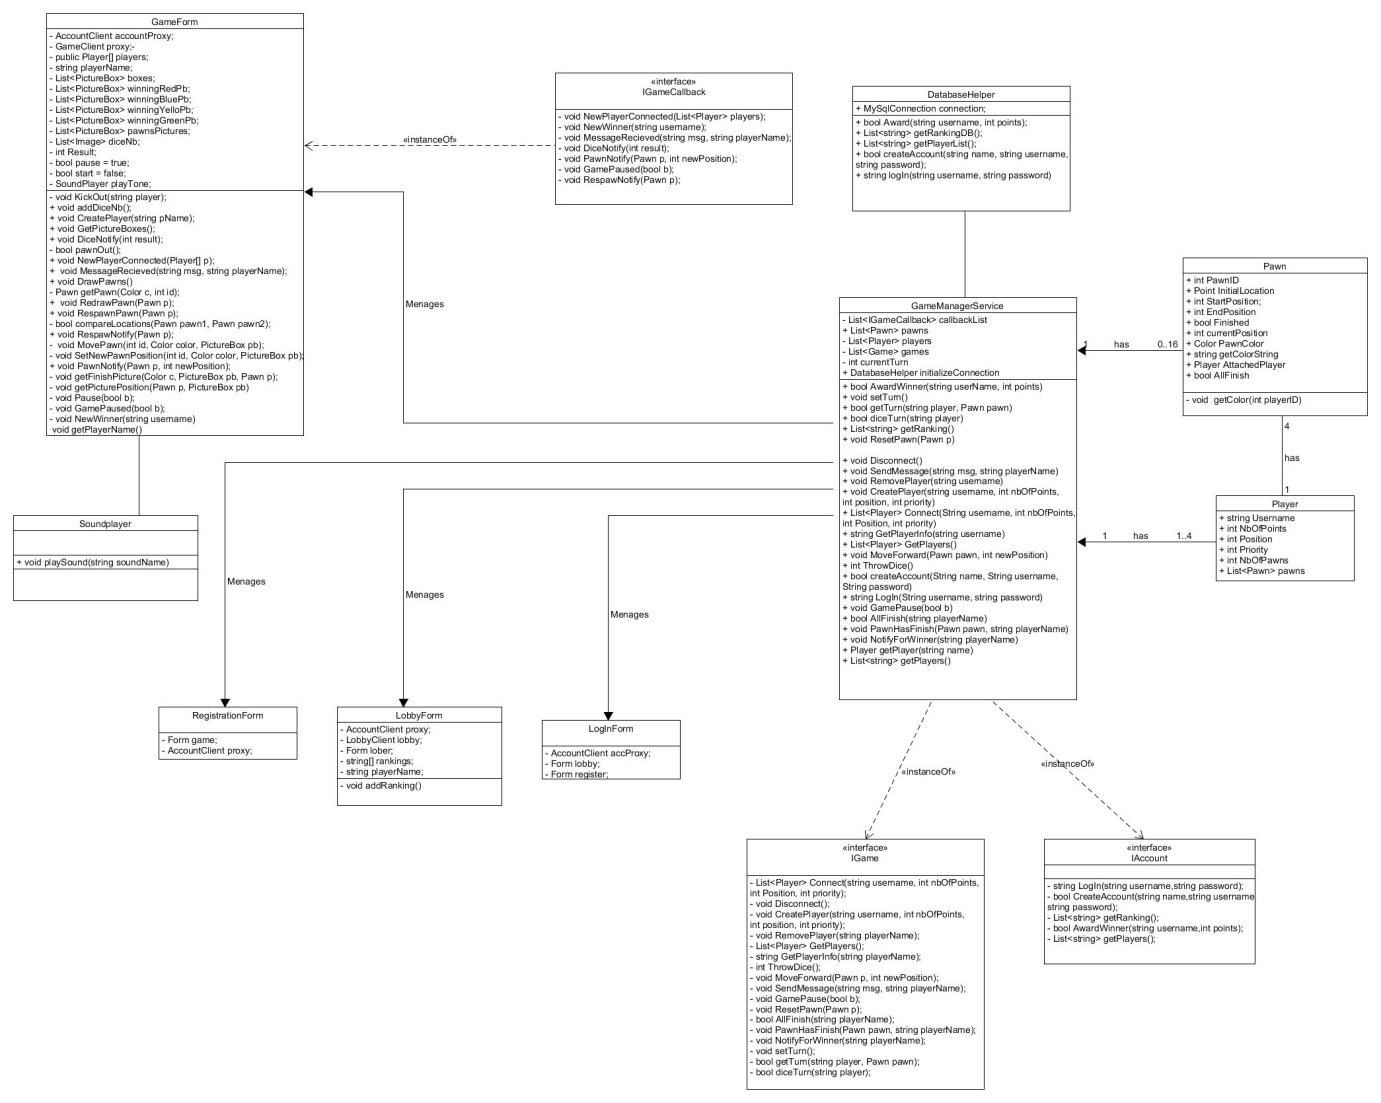 GameForm
- AccountClient accountProxy;
- GameClient proxy;-
- public Player[] players;
- string playerName;
- List<PictureBox> boxes;
- List<PictureBox> winningRedPb;
- List<PictureBox> winningBluePb;
- List<PictureBox> winningYelloPb;
- List<PictureBox> winningGreenPb;
- List<PictureBox> pawnsPictures;
- List<Image> diceNb;
- int Result;
- bool pause = true;
- bool start = false;
- SoundPlayer playTone;
- void KickOut(string player);
+ void addDiceNb();
+ void CreatePlayer(string pName);
+ void GetPictureBoxes();
+ void DiceNotify(int result);
- bool pawnOut();
+ void NewPlayerConnected(Player[] p);
+  void MessageRecieved(string msg, string playerName);
+ void DrawPawns()
- Pawn getPawn(Color c, int id);
+  void RedrawPawn(Pawn p);
+ void RespawnPawn(Pawn p);
- bool compareLocations(Pawn pawn1, Pawn pawn2);
+ void RespawNotify(Pawn p);
-  void MovePawn(int id, Color color, PictureBox pb);
- void SetNewPawnPosition(int id, Color color, PictureBox pb);
+ void PawnNotify(Pawn p, int newPosition);
- void getFinishPicture(Color c, PictureBox pb, Pawn p);
- void getPicturePosition(Pawn p, PictureBox pb)
- void Pause(bool b);
- void GamePaused(bool b);
- void NewWinner(string username)
void getPlayerName()
«instanceOf»
«interface»
IGameCallback
- void NewPlayerConnected(List<Player> players);
- void NewWinner(string username);
- void MessageRecieved(string msg, string playerName);
- void DiceNotify(int result);
- void PawnNotify(Pawn p, int newPosition);
- void GamePaused(bool b);
- void RespawNotify(Pawn p);
DatabaseHelper
+ MySqlConnection connection;
+ bool Award(string username, int points);
+ List<string> getRankingDB();
+ List<string> getPlayerList();
+ bool createAccount(string name, string username,
string password);
+ string logIn(string username, string password)
Menages
GameManagerService
- List<IGameCallback> callbackList
+ List<Pawn> pawns
- List<Player> players
- List<Game> games
- int currentTurn
+ DatabaseHelper initializeConnection
+ bool AwardWinner(string userName, int points)
+ void setTurn()
+ bool getTurn(string player, Pawn pawn)
+ bool diceTurn(string player)
+ List<string> getRanking()
+ void ResetPawn(Pawn p)
+ void Disconnect()
+ void SendMessage(string msg, string playerName)
+ void RemovePlayer(string username)
+ void CreatePlayer(string username, int nbOfPoints,
int position, int priority)
+ List<Player> Connect(String username, int nbOfPoints,
int Position, int priority)
+ string GetPlayerInfo(string username)
+ List<Player> GetPlayers()
+ void MoveForward(Pawn pawn, int newPosition)
+ int ThrowDice()
+ bool createAccount(String name, String username,
String password)
+ string LogIn(String username, string password)
+ void GamePause(bool b)
+ bool AllFinish(string playerName)
+ void PawnHasFinish(Pawn pawn, string playerName)
+ void NotifyForWinner(string playerName)
+ Player getPlayer(string name)
+ List<string> getPlayers()
1 has 0..16
Pawn
+ int PawnID
+ Point InitialLocation
+ int StartPosition;
+ int EndPosition
+ bool Finished
+ int currentPosition
+ Color PawnColor
+ string getColorString
+ Player AttachedPlayer
+ bool AllFinish
- void  getColor(int playerID)
4
has
1
1 has 1..4
Player
+ string Username
+ int NbOfPoints
+ int Position
+ int Priority
+ int NbOfPawns
+ List<Pawn> pawns
Soundplayer
+ void playSound(string soundName)
Menages
Menages
Menages
RegistrationForm
- Form game;
- AccountClient proxy;
LobbyForm
- AccountClient proxy;
- LobbyClient lobby;
- Form lober;
- string[] rankings;
- string playerName;
- void addRanking()
LogInForm
- AccountClient accProxy;
- Form lobby;
- Form register;
«instanceOf»
«instanceOf»
«interface»
IGame
- List<Player> Connect(string username, int nbOfPoints,
int Position, int priority);
- void Disconnect();
- void CreatePlayer(string username, int nbOfPoints,
int position, int priority);
- void RemovePlayer(string playerName);
- List<Player> GetPlayers();
- string GetPlayerInfo(string playerName);
- int ThrowDice();
- void MoveForward(Pawn p, int newPosition);
- void SendMessage(string msg, string playerName);
- void GamePause(bool b);
- void ResetPawn(Pawn p);
- bool AllFinish(string playerName);
- void PawnHasFinish(Pawn pawn, string playerName);
- void NotifyForWinner(string playerName);
- void setTurn();
- bool getTurn(string player, Pawn pawn);
- bool diceTurn(string player);
«interface»
IAccount
- string LogIn(string username,string password);
- bool CreateAccount(string name,string username
string password);
- List<string> getRanking();
- bool AwardWinner(string username,int points);
- List<string> getPlayers();